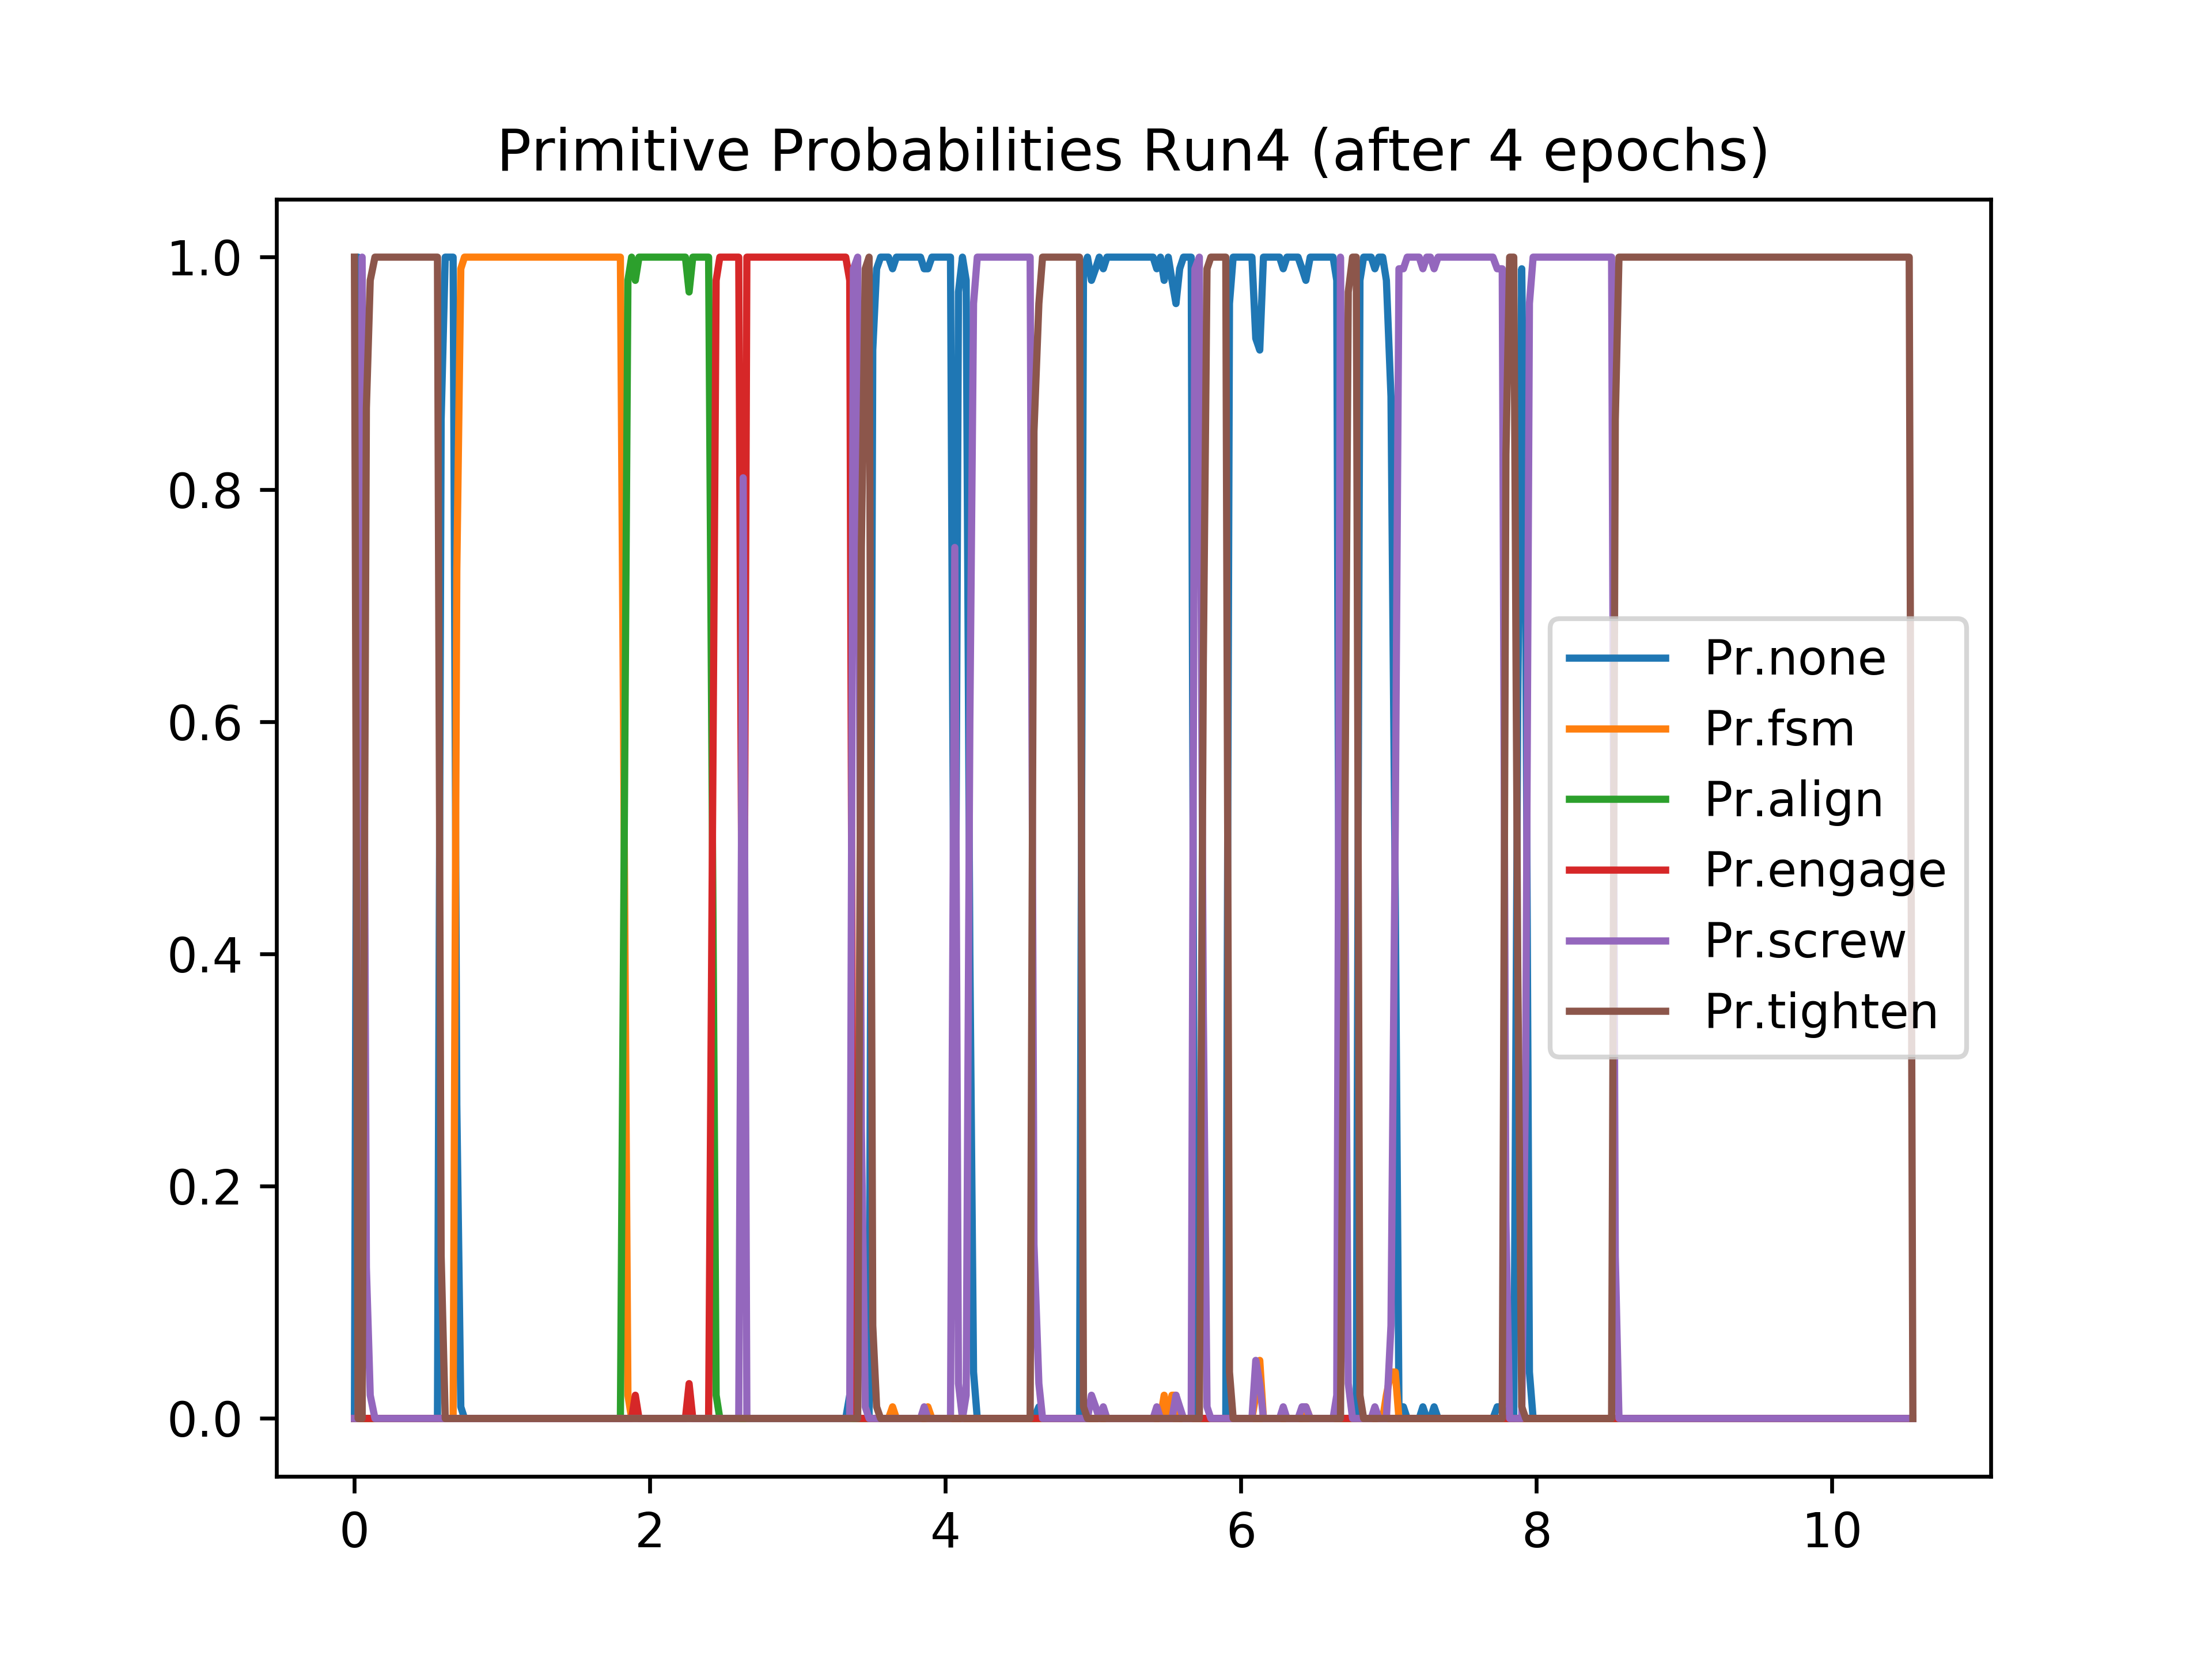 Primitive Probabilities Run4 (after 4 epochs)
1.0
0.8
0.6
0.4
0.2
0.0
Pr.none
Pr.fsm
Pr.align
Pr.engage
Pr.screw
Pr.tighten
0 2 4 6 8 10